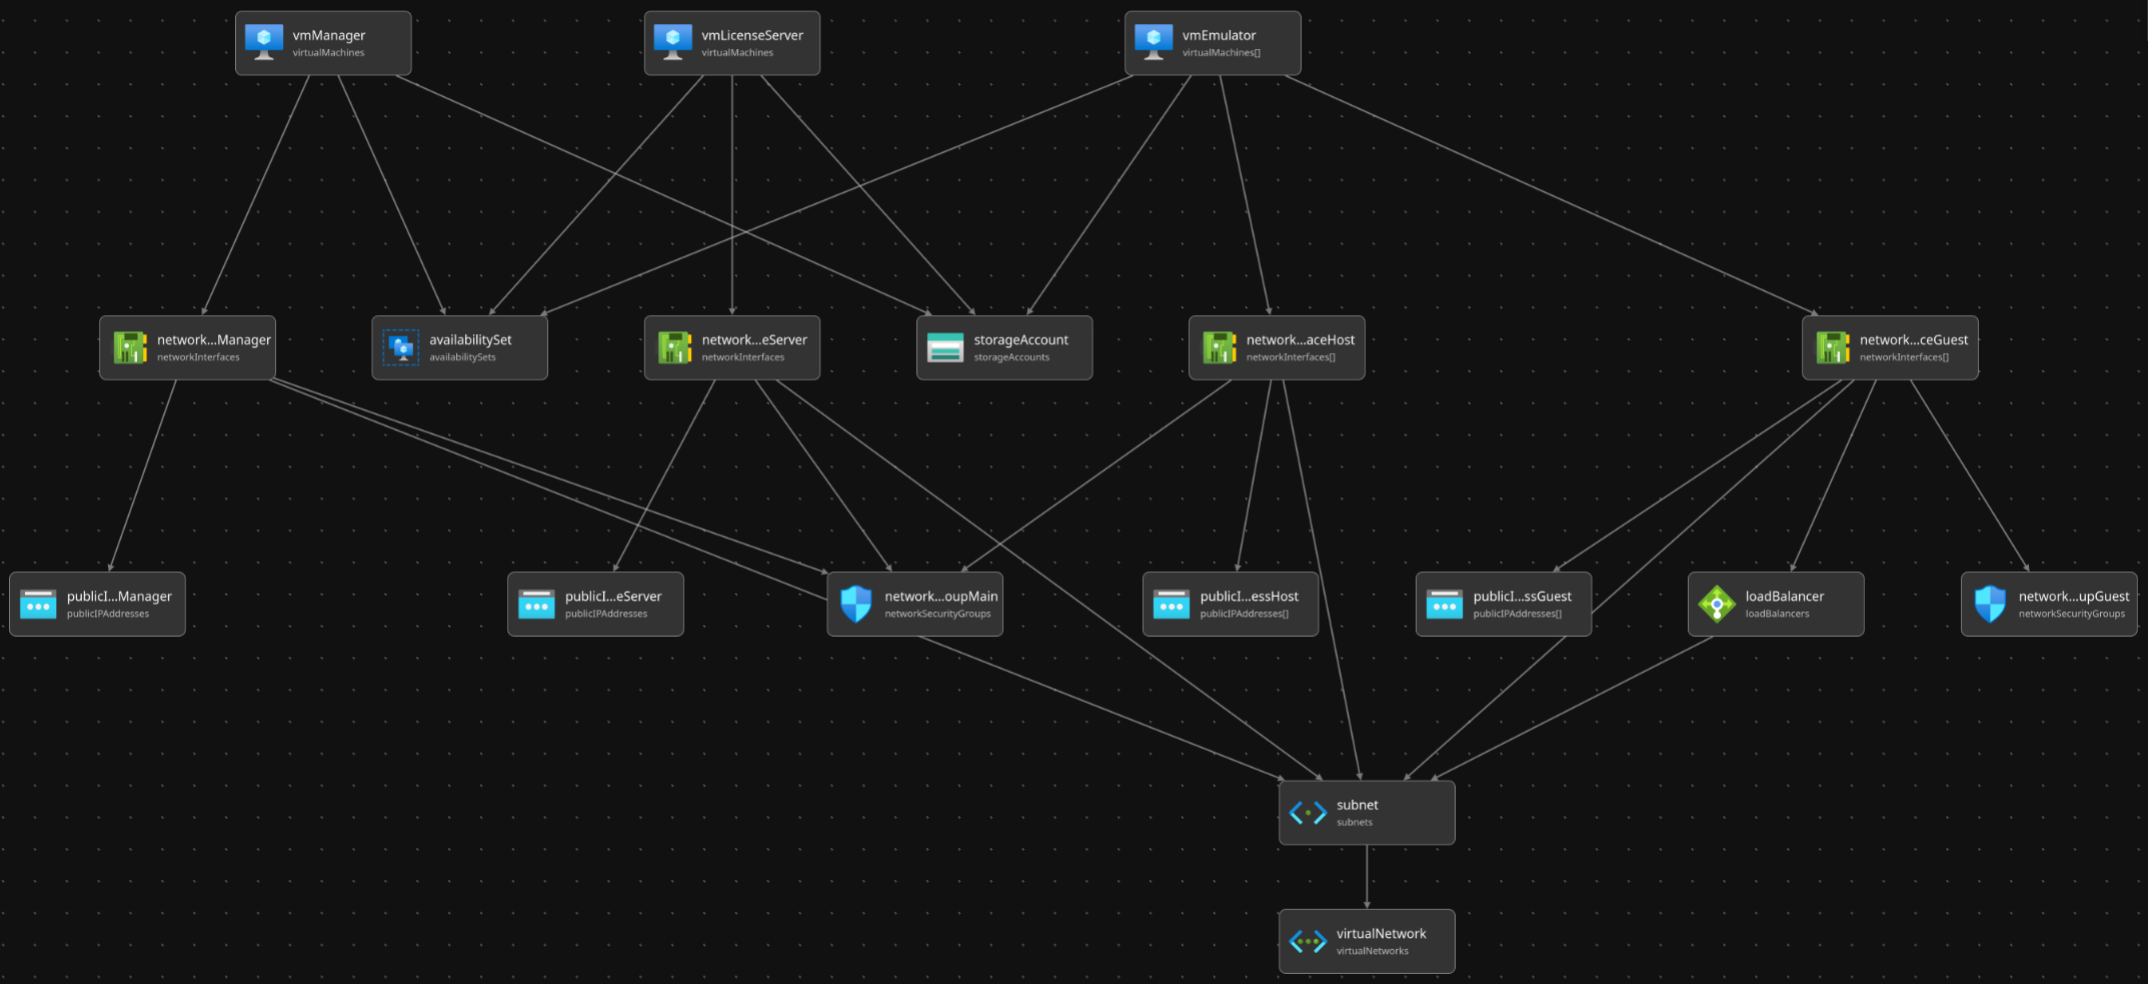 vmManager
virtualMachines
vmLicenseServer
virtualMachines
vmEmulator
virtualMachines[]
network...Manager
networkInterfaces
availabilitySet
availabilitySets
network...eServer
networkInterfaces
storageAccount
storageAccounts
network...aceHost
networkInterfaces[]
network...ceGuest
networkInterfaces[]
publicI...Manager
publicIPAddresses
publicI...eServer
publicIPAddresses
network...oupMain
networkSecurityGroups
publicI...essHost
publicIPAddresses[]
publicI...ssGuest
publicIPAddresses[]
loadBalancer
loadBalancers
network...upGuest
networkSecurityGroups
subnet
subnets
virtualNetwork
virtualNetworks